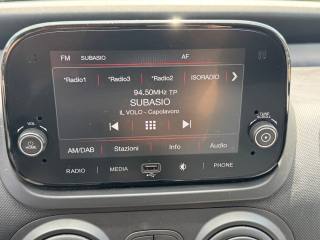 FM SUBASIO AF
*Radio1 *Radio3 *Radio2 ISORADIO
94.50MHz TP
SUBASIO
IL VOLO - Capolavoro
AM/DAB Stazioni Info Audio
RADIO MEDIA PHONE